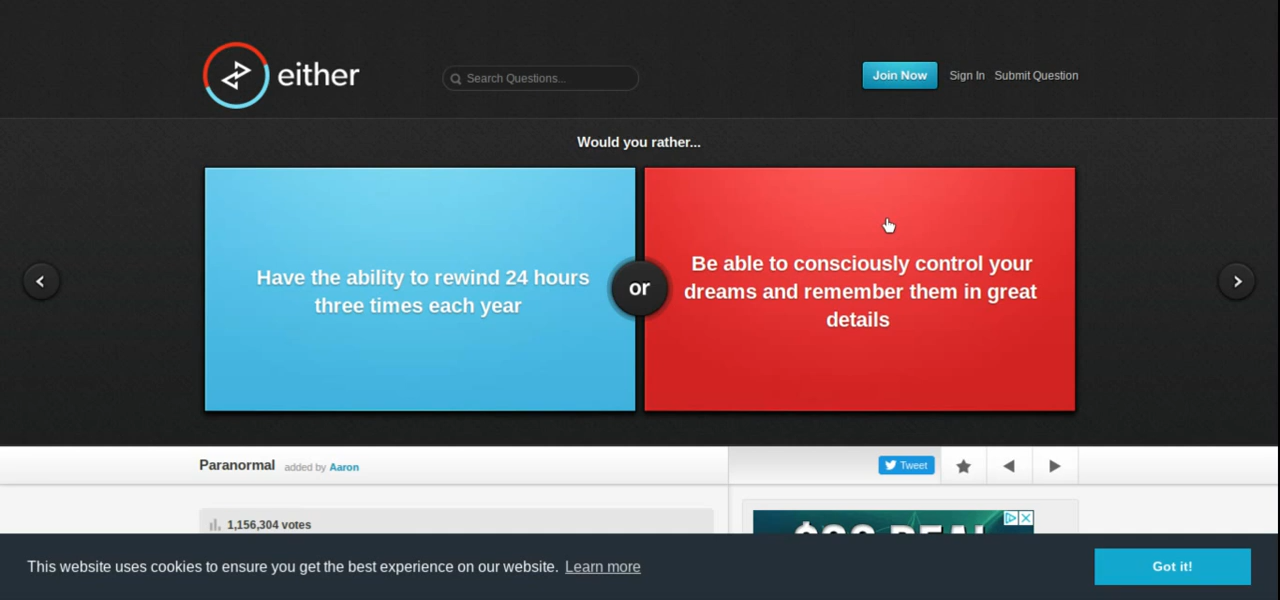 either
Search Questions...
Join Now
Sign In
Submit Question
Would you rather...
Have the ability to rewind 24 hours
three times each year
or
Be able to consciously control your
dreams and remember them in great
details
Paranormal added by Aaron
Tweet
1,156,304 votes
This website uses cookies to ensure you get the best experience on our website. Learn more
Got it!